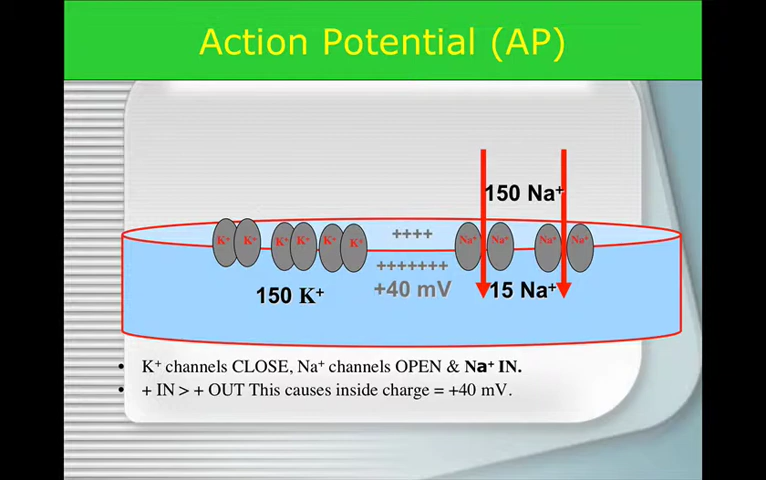 Action Potential (AP)
150 Na⁺
K⁺ K⁺ K⁺ K⁺ K⁺ K⁺ ++++ Na⁺ Na⁺ Na⁺ Na⁺
+++++++
150 K⁺ +40 mV 15 Na⁺
• K⁺ channels CLOSE, Na⁺ channels OPEN & Na⁺ IN.
• + IN > + OUT This causes inside charge = +40 mV.